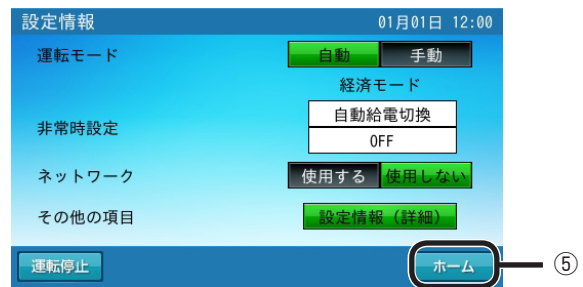 設定情報 01月01日 12:00
運転モード 自動 手動
経済モード
非常時設定 自動給電切換
OFF
ネットワーク 使用する 使用しない
その他の項目 設定情報（詳細）
運転停止 ホーム ⑤